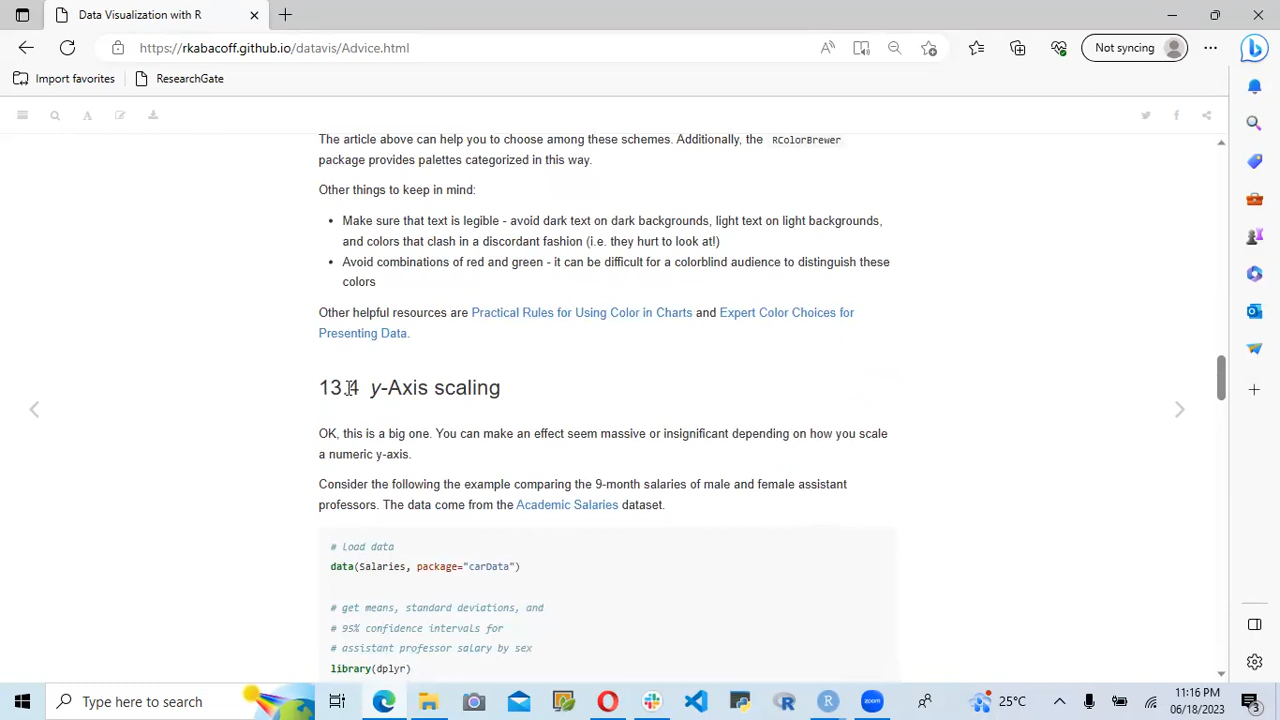 Data Visualization with R
https://rkabacoff.github.io/datavis/Advice.html
Not syncing
Import favorites
ResearchGate
The article above can help you to choose among these schemes. Additionally, the RColorBrewer
package provides palettes categorized in this way.
Other things to keep in mind:
• Make sure that text is legible - avoid dark text on dark backgrounds, light text on light backgrounds,
and colors that clash in a discordant fashion (i.e. they hurt to look at!)
• Avoid combinations of red and green - it can be difficult for a colorblind audience to distinguish these
colors
Other helpful resources are Practical Rules for Using Color in Charts and Expert Color Choices for
Presenting Data.
13.4 y-Axis scaling
OK, this is a big one. You can make an effect seem massive or insignificant depending on how you scale
a numeric y-axis.
Consider the following the example comparing the 9-month salaries of male and female assistant
professors. The data come from the Academic Salaries dataset.
# load data
data(Salaries, package="carData")
# get means, standard deviations, and
# 95% confidence intervals for
# assistant professor salary by sex
library(dplyr)
Type here to search
zoom
25°C
11:16 PM
06/18/2023
3